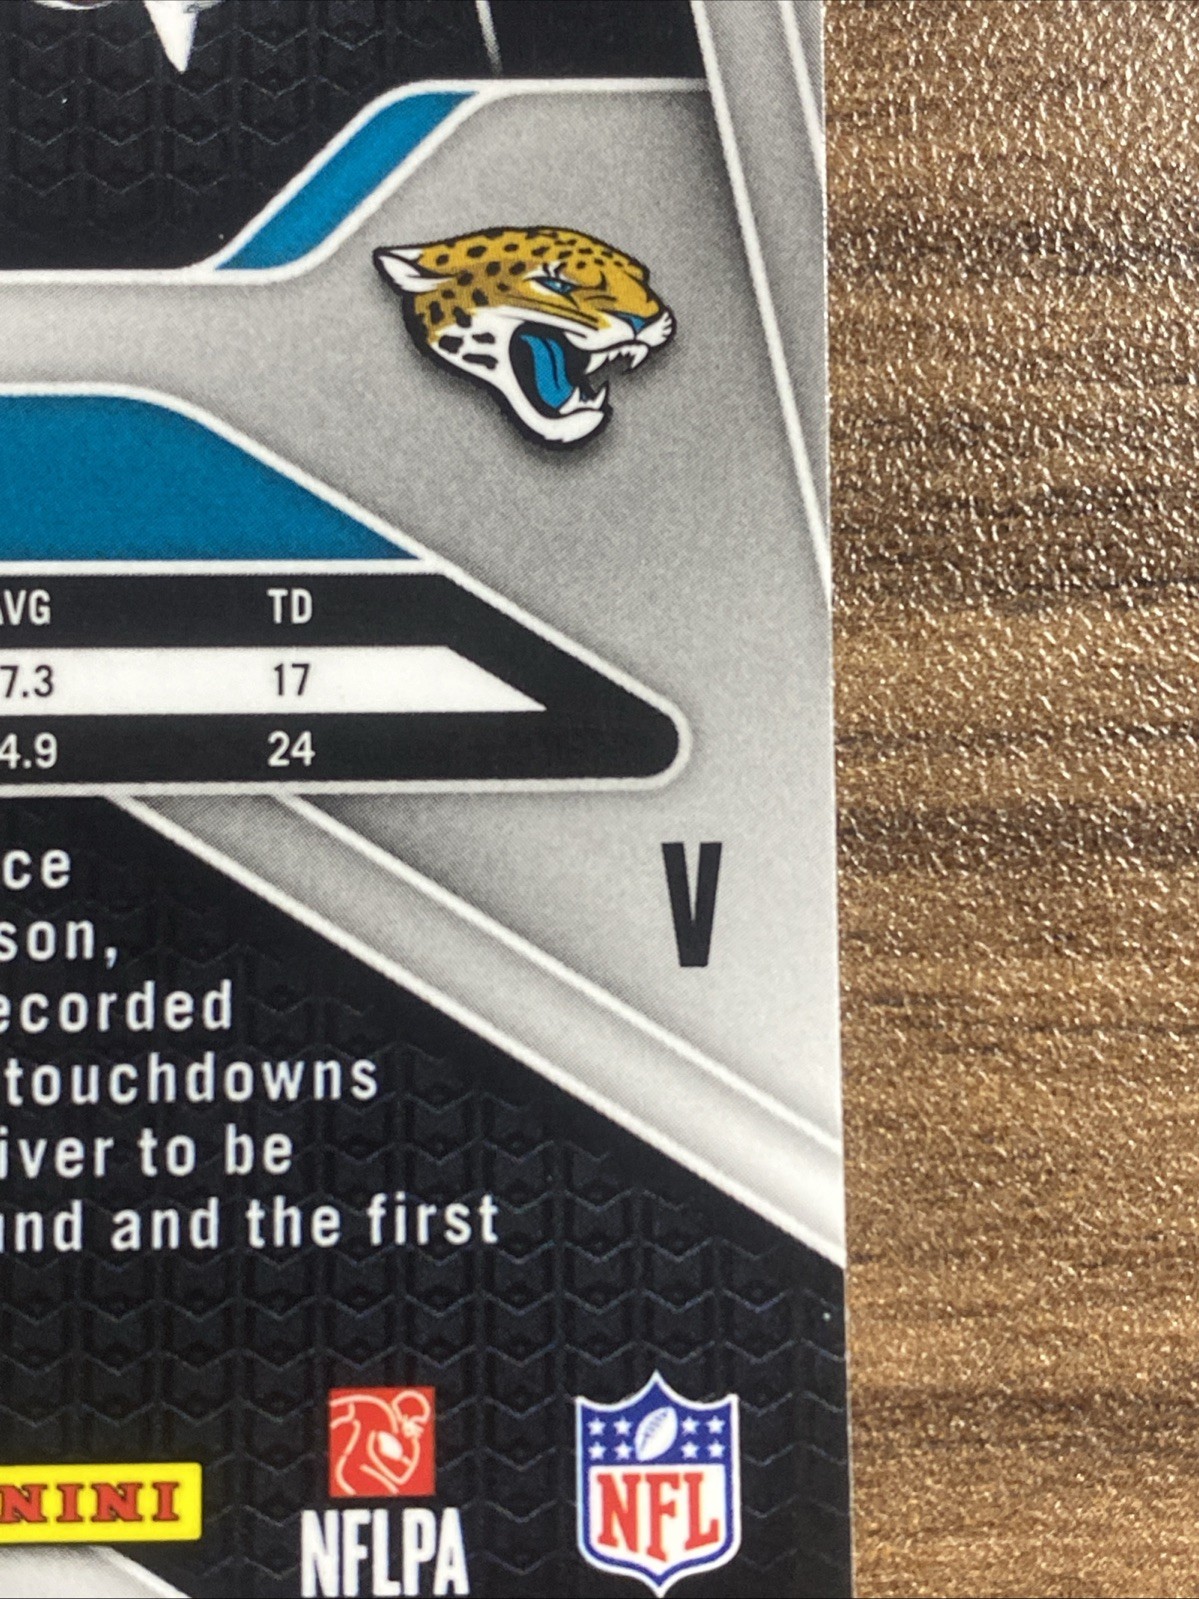 AVG TD
7.3 17
4.9 24
V
ce
son,
ecorded
touchdowns
iver to be
und and the first
NINI
NFLPA
NFL